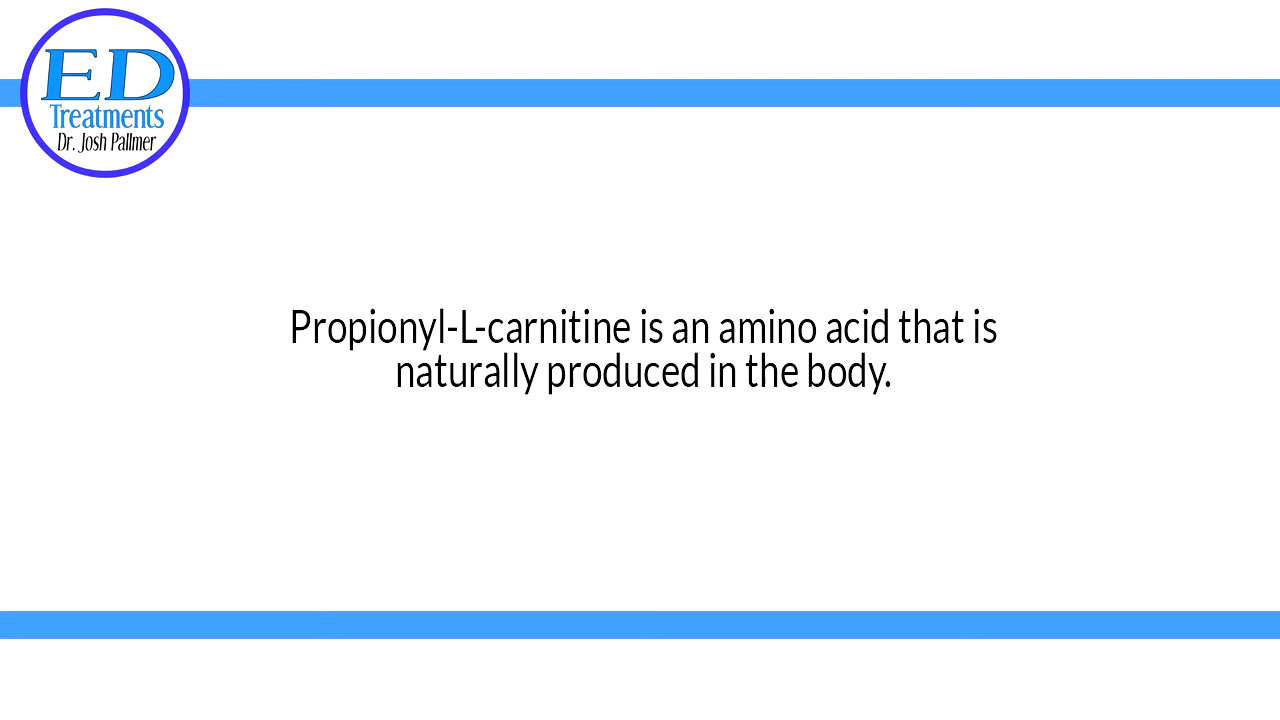 ED
Treatments
Dr. Josh Pallmer
Propionyl-L-carnitine is an amino acid that is
naturally produced in the body.